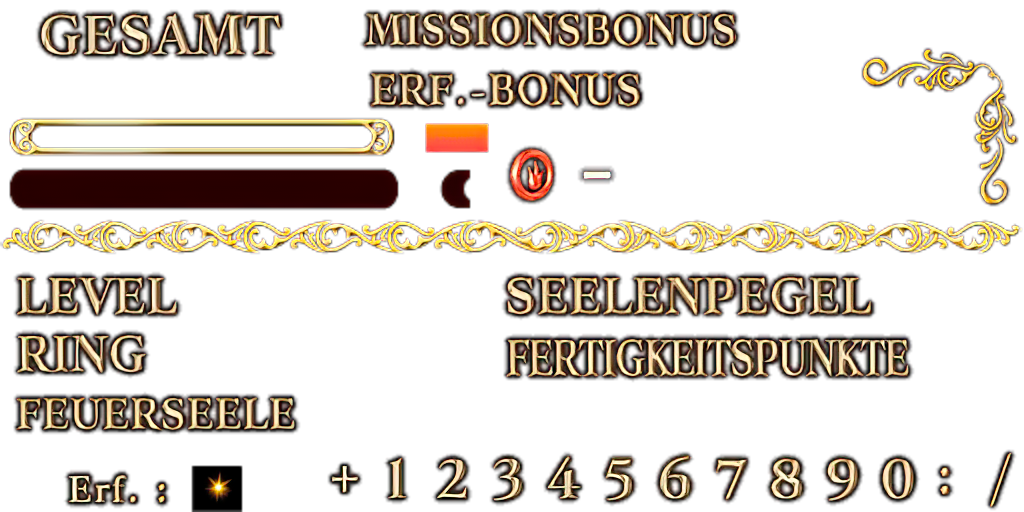 GESAMT
MISSIONSBONUS
ERF.-BONUS
–
LEVEL
SEELENPEGEL
RING
FERTIGKEITSPUNKTE
FEUERSEELE
Erf. :
+ 1 2 3 4 5 6 7 8 9 0 : /